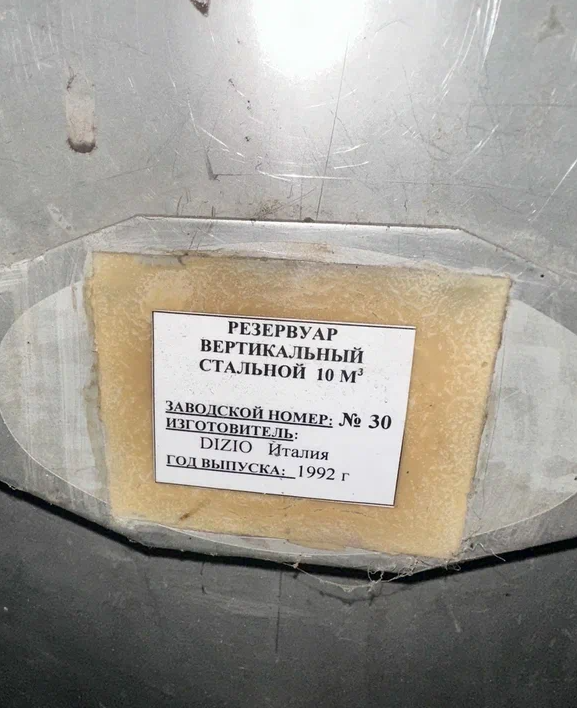 РЕЗЕРВУАР
ВЕРТИКАЛЬНЫЙ
СТАЛЬНОЙ 10 М³
ЗАВОДСКОЙ НОМЕР: № 30
ИЗГОТОВИТЕЛЬ:
DIZIO Италия
ГОД ВЫПУСКА: 1992 г